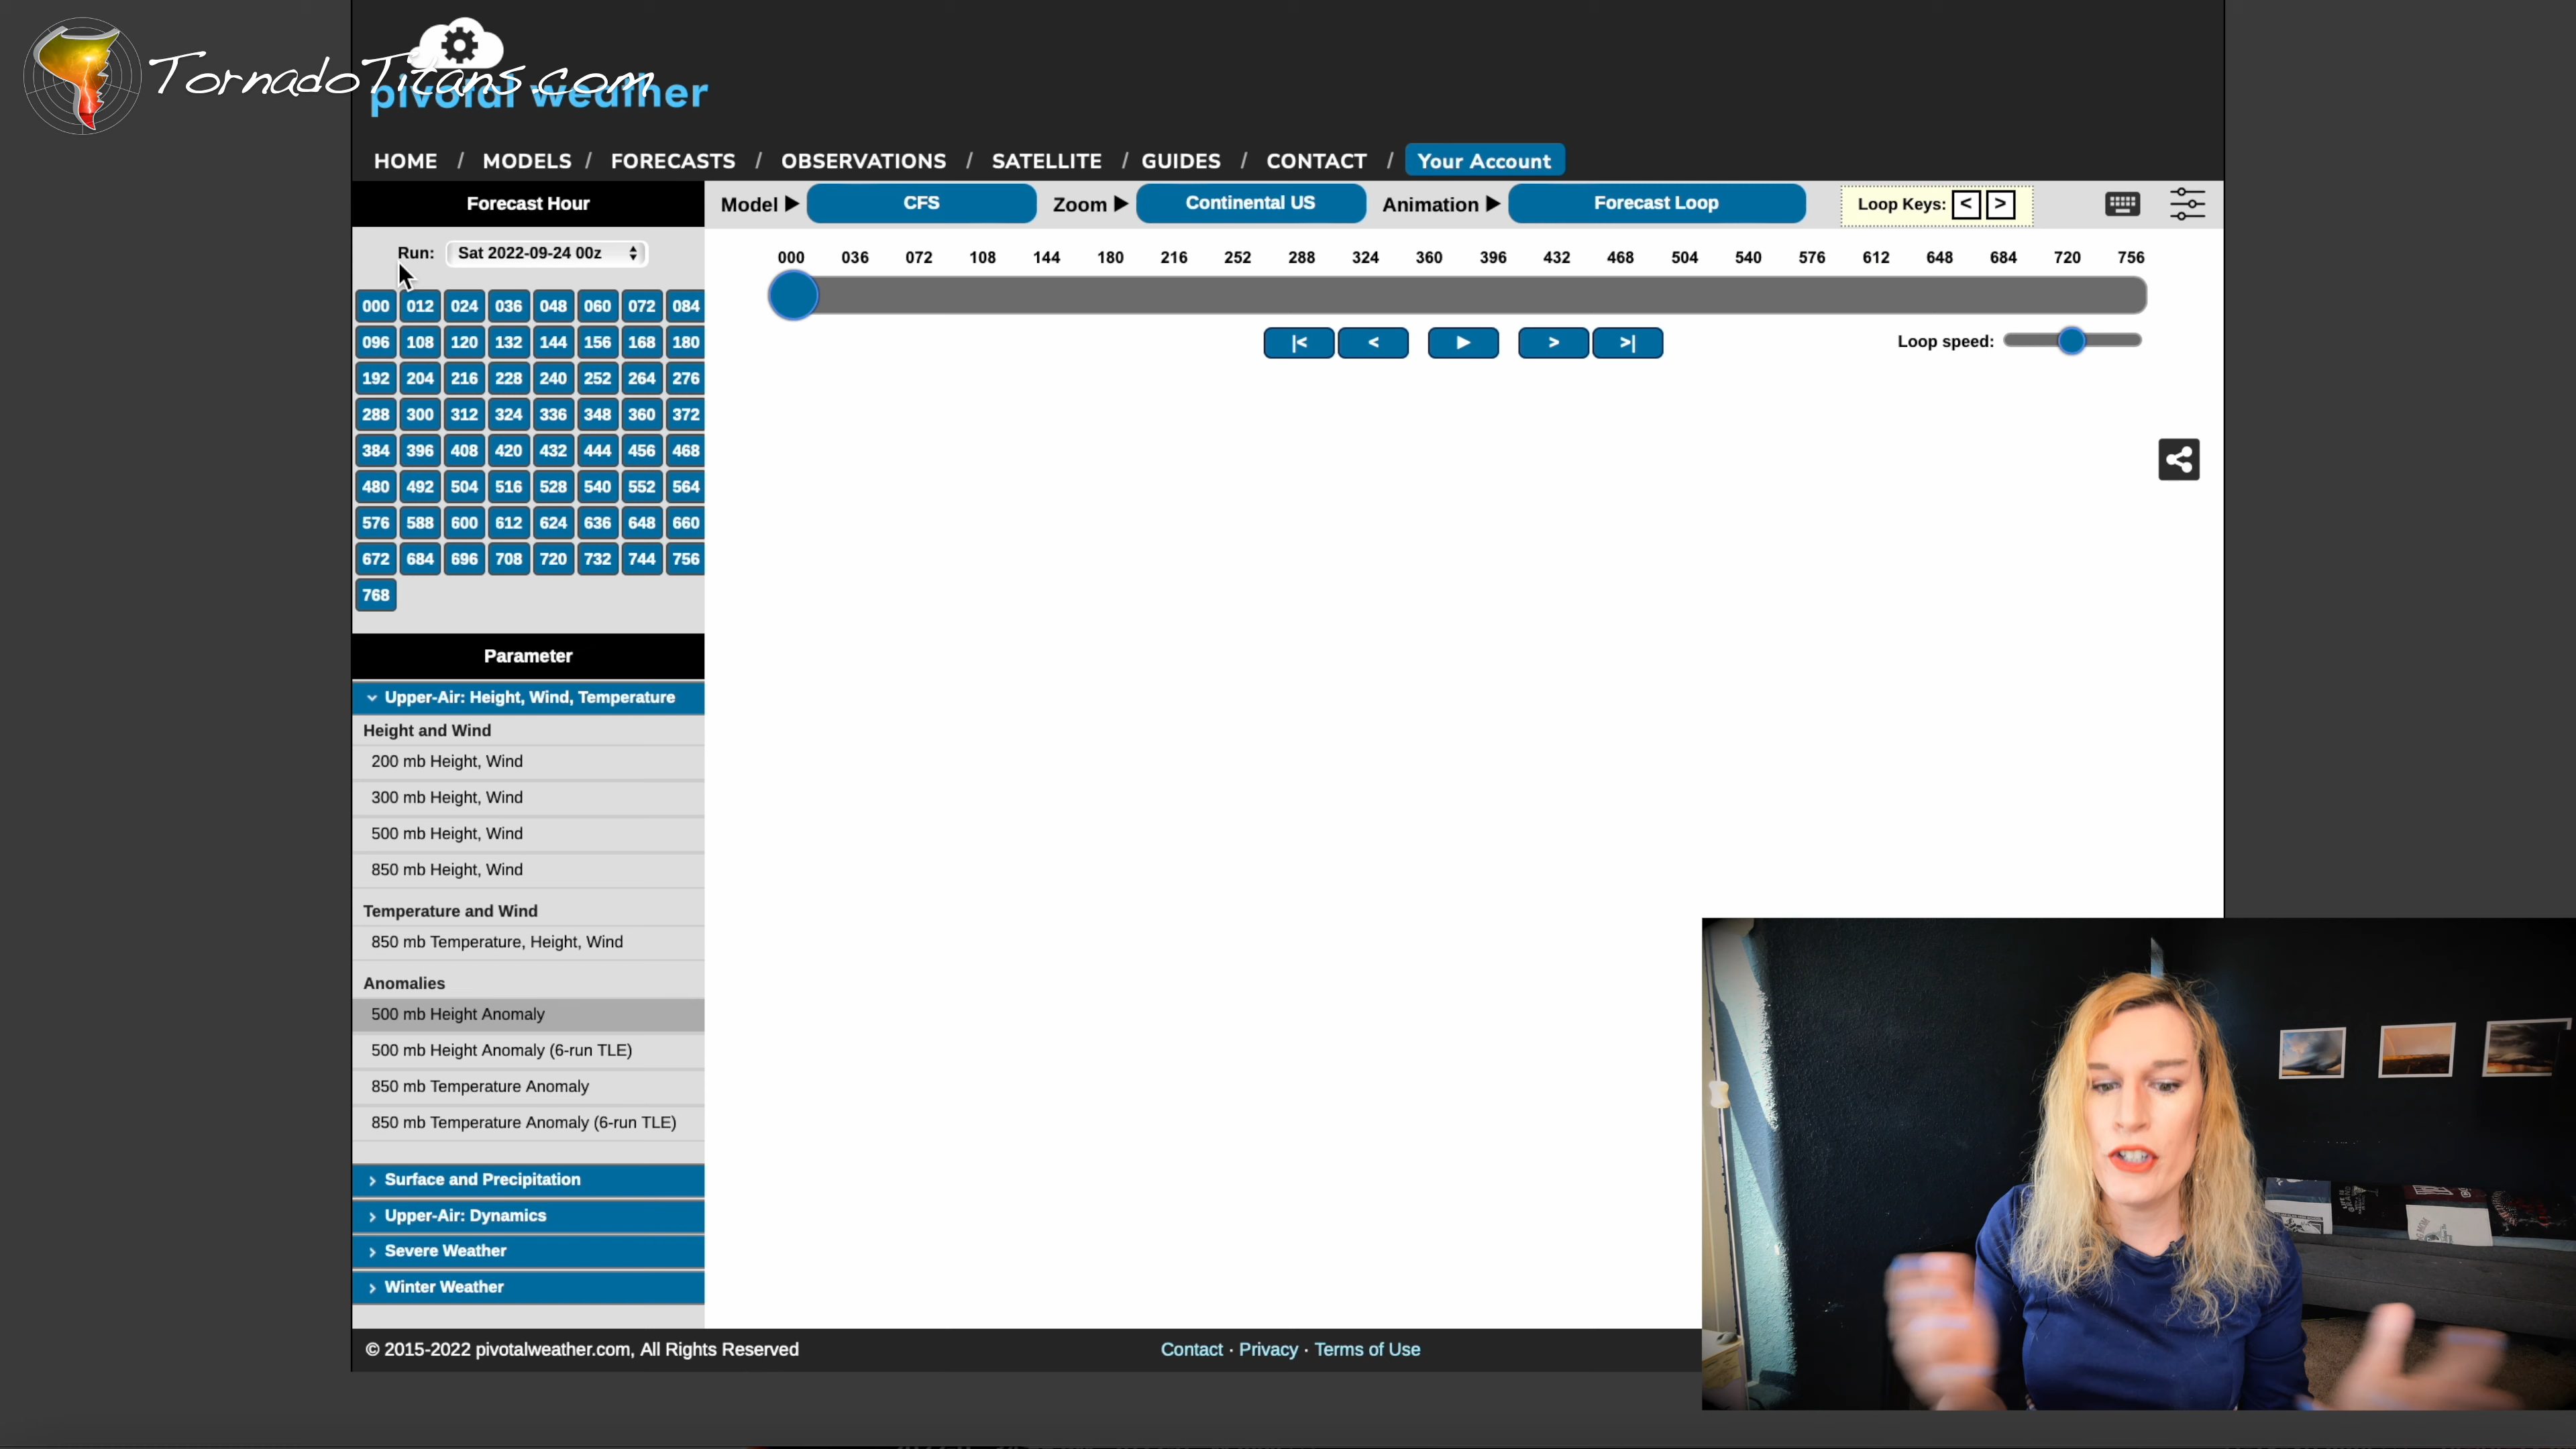 TornadoTitans.com
pivotal weather
HOME / MODELS / FORECASTS / OBSERVATIONS / SATELLITE / GUIDES / CONTACT / Your Account
Forecast Hour
Model ▶ CFS Zoom ▶ Continental US Animation ▶ Forecast Loop Loop Keys: < >
Run: Sat 2022-09-24 00z
000 036 072 108 144 180 216 252 288 324 360 396 432 468 504 540 576 612 648 684 720 756
|< < ▶ > >| Loop speed:
000 012 024 036 048 060 072 084
096 108 120 132 144 156 168 180
192 204 216 228 240 252 264 276
288 300 312 324 336 348 360 372
384 396 408 420 432 444 456 468
480 492 504 516 528 540 552 564
576 588 600 612 624 636 648 660
672 684 696 708 720 732 744 756
768
Parameter
Upper-Air: Height, Wind, Temperature
Height and Wind
200 mb Height, Wind
300 mb Height, Wind
500 mb Height, Wind
850 mb Height, Wind
Temperature and Wind
850 mb Temperature, Height, Wind
Anomalies
500 mb Height Anomaly
500 mb Height Anomaly (6-run TLE)
850 mb Temperature Anomaly
850 mb Temperature Anomaly (6-run TLE)
Surface and Precipitation
Upper-Air: Dynamics
Severe Weather
Winter Weather
© 2015-2022 pivotalweather.com, All Rights Reserved
Contact · Privacy · Terms of Use